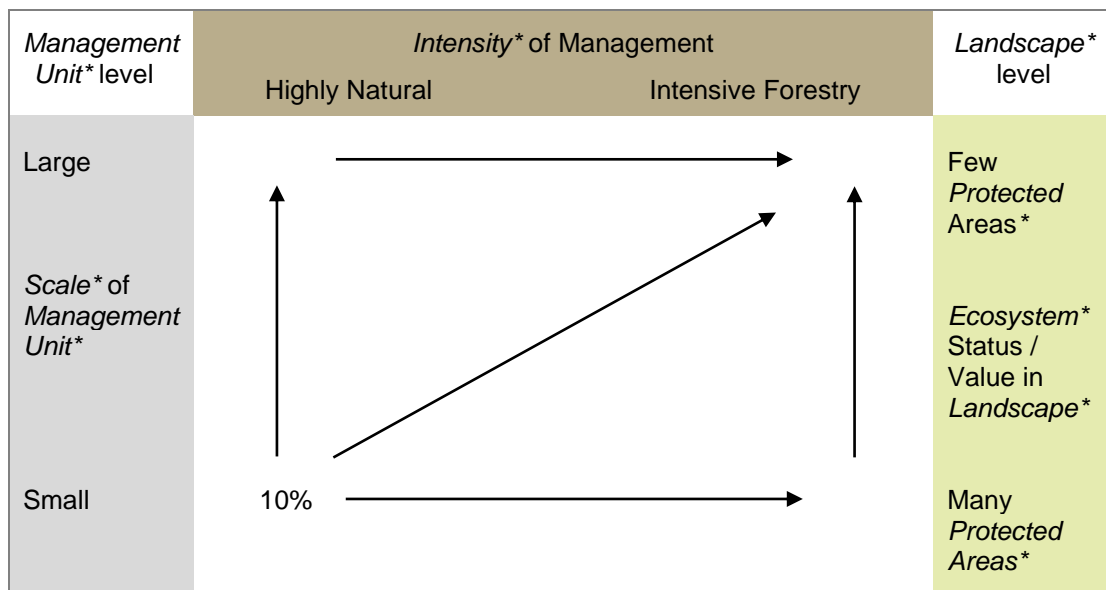 Management
Unit* level
Intensity* of Management
Highly Natural
Intensive Forestry
Landscape*
level
Large
Few
Protected
Areas*
Scale* of
Management
Unit*
Ecosystem*
Status /
Value in
Landscape*
Small
10%
Many
Protected
Areas*